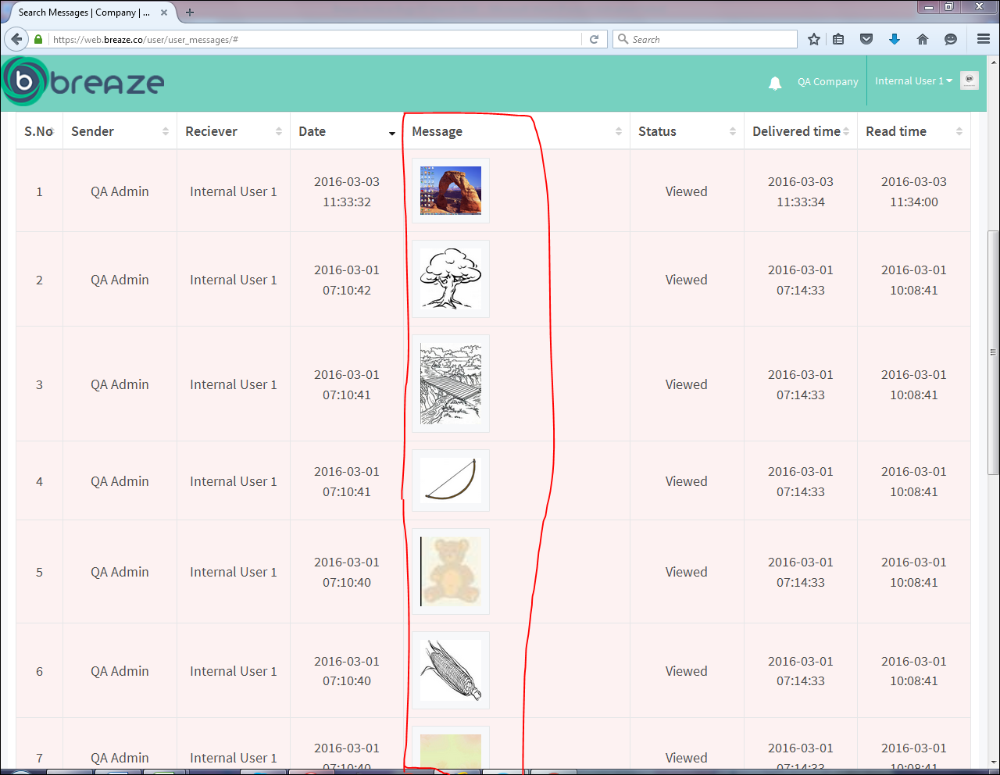 Search Messages | Company | ...
https://web.breaze.co/user/user_messages/#
Search
b breaze
QA Company
Internal User 1
S.No Sender Reciever Date Message Status Delivered time Read time
1 QA Admin Internal User 1 2016-03-03 11:33:32 Viewed 2016-03-03 11:33:34 2016-03-03 11:34:00
2 QA Admin Internal User 1 2016-03-01 07:10:42 Viewed 2016-03-01 07:14:33 2016-03-01 10:08:41
3 QA Admin Internal User 1 2016-03-01 07:10:41 Viewed 2016-03-01 07:14:33 2016-03-01 10:08:41
4 QA Admin Internal User 1 2016-03-01 07:10:41 Viewed 2016-03-01 07:14:33 2016-03-01 10:08:41
5 QA Admin Internal User 1 2016-03-01 07:10:40 Viewed 2016-03-01 07:14:33 2016-03-01 10:08:41
6 QA Admin Internal User 1 2016-03-01 07:10:40 Viewed 2016-03-01 07:14:33 2016-03-01 10:08:41
7 QA Admin Internal User 1 2016-03-01 07:10:40 Viewed 2016-03-01 07:14:33 2016-03-01 10:08:41